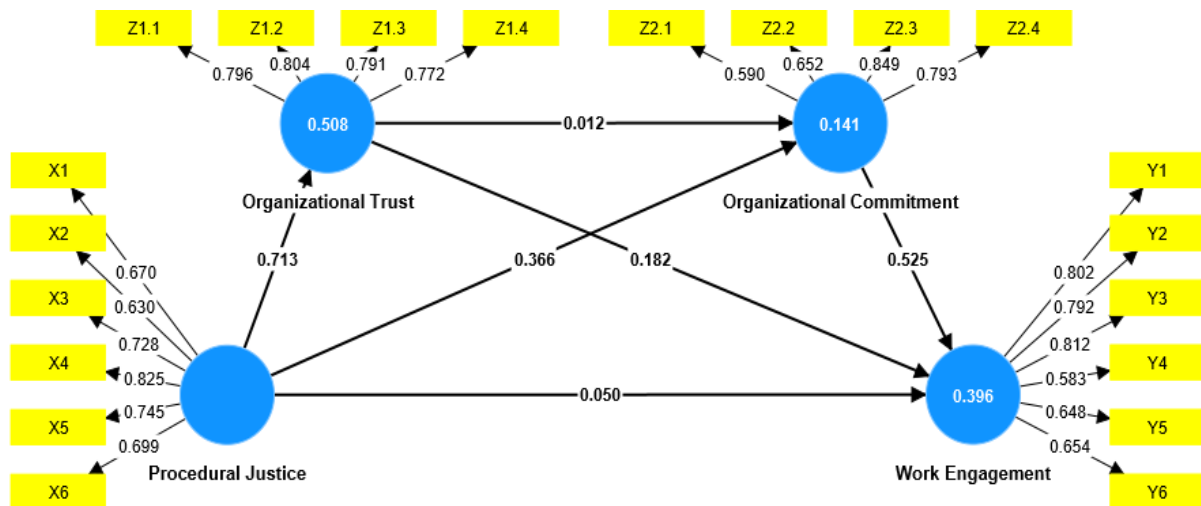 Z1.1
Z1.2
Z1.3
Z1.4
Z2.1
Z2.2
Z2.3
Z2.4
0.796
0.804
0.791
0.772
0.590
0.652
0.849
0.793
0.508
0.012
0.141
Organizational Trust
Organizational Commitment
X1
X2
X3
X4
X5
X6
0.670
0.630
0.728
0.825
0.745
0.699
0.713
0.366
0.182
0.525
0.050
Procedural Justice
0.396
Work Engagement
0.802
0.792
0.812
0.583
0.648
0.654
Y1
Y2
Y3
Y4
Y5
Y6